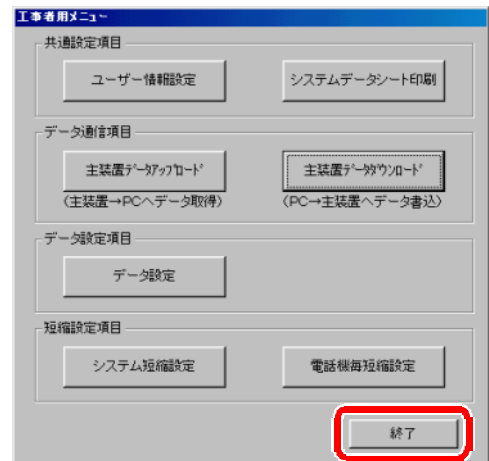 工事者用メニュー
共通設定項目
ユーザー情報設定
システムデータシート印刷
データ通信項目
主装置ﾃﾞｰﾀｱｯﾌﾟﾛｰﾄﾞ
主装置ﾃﾞｰﾀﾀﾞｳﾝﾛｰﾄﾞ
(主装置→PCへデータ取得)
(PC→主装置へデータ書込)
データ設定項目
データ設定
短縮設定項目
システム短縮設定
電話機毎短縮設定
終了